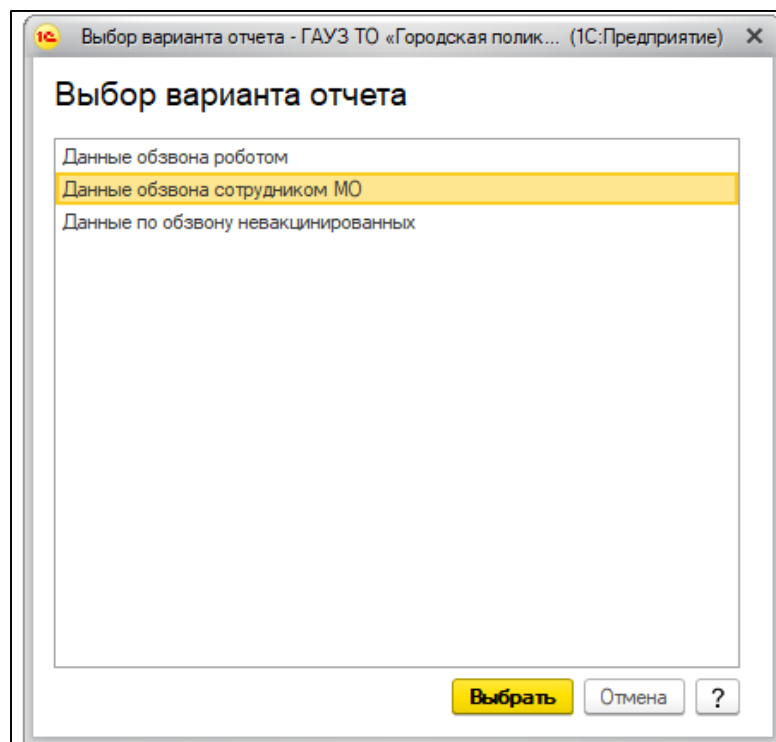 1С Выбор варианта отчета - ГАУЗ ТО «Городская полик... (1С:Предприятие)
Выбор варианта отчета
Данные обзвона роботом
Данные обзвона сотрудником МО
Данные по обзвону невакцинированных
Выбрать Отмена ?